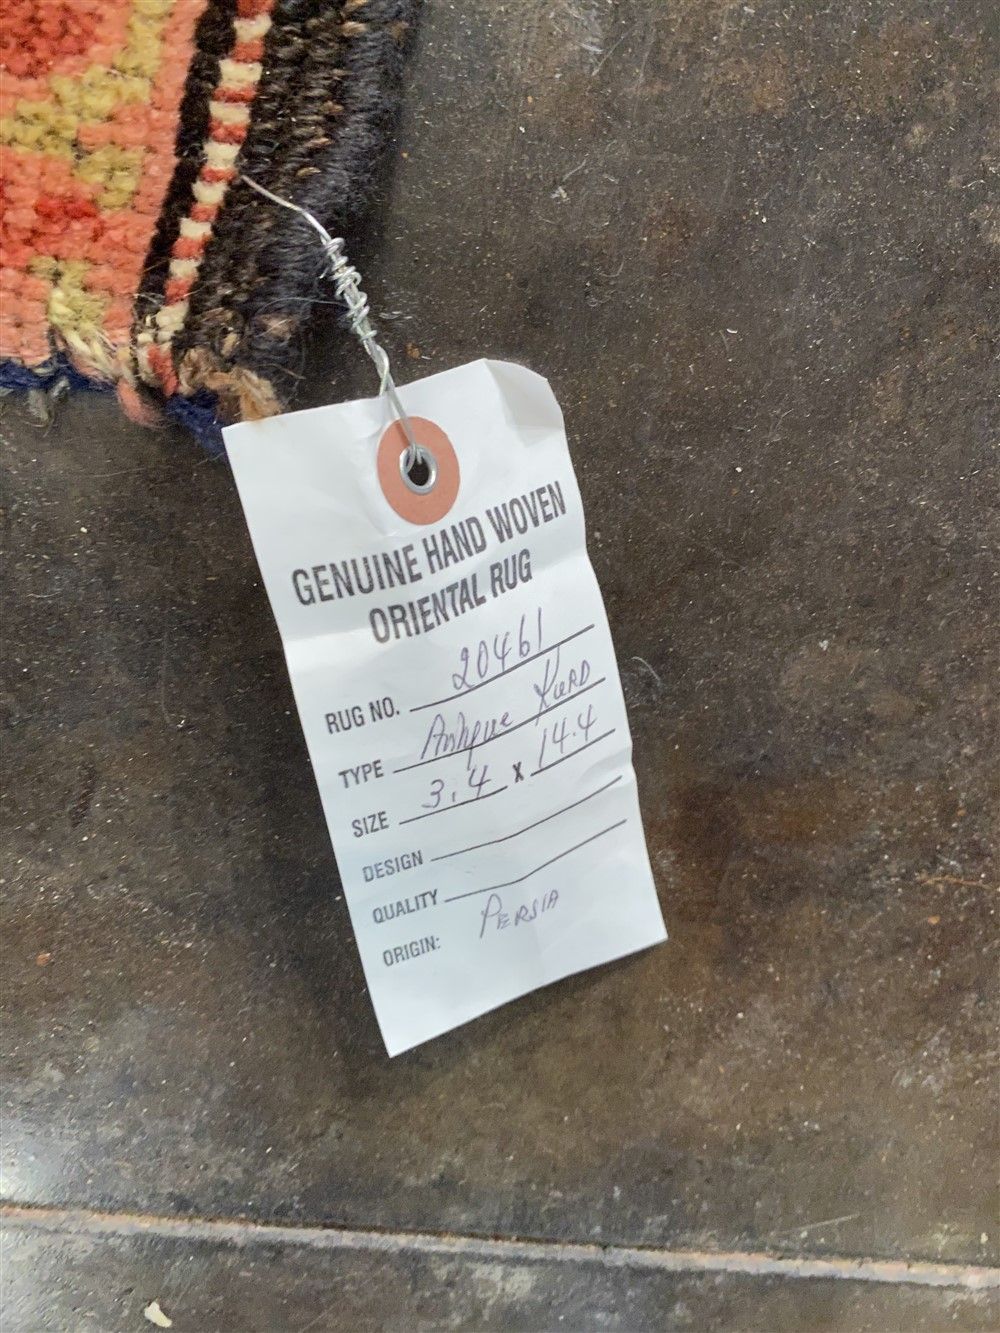 GENUINE HAND WOVEN
ORIENTAL RUG
RUG NO. 20461
TYPE Antique KURD
SIZE 3.4 x 14.4
DESIGN
QUALITY
ORIGIN: PERSIA